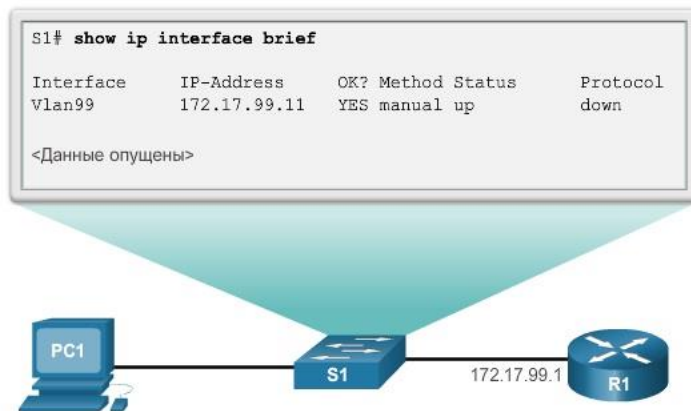 S1# show ip interface brief
Interface IP-Address OK? Method Status Protocol
Vlan99 172.17.99.11 YES manual up down
<Данные опущены>
PC1
S1
172.17.99.1
R1